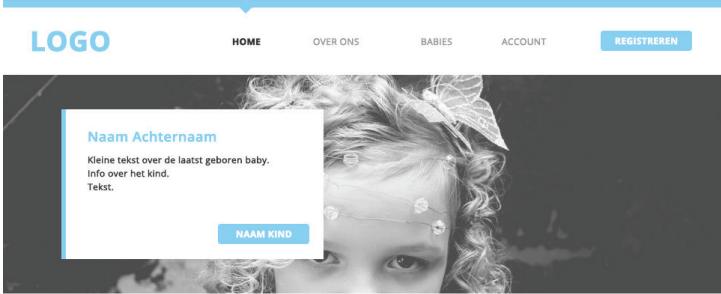 LOGO
HOME OVER ONS BABIES ACCOUNT REGISTREREN
Naam Achternaam
Kleine tekst over de laatst geboren baby.
Info over het kind.
Tekst.
NAAM KIND